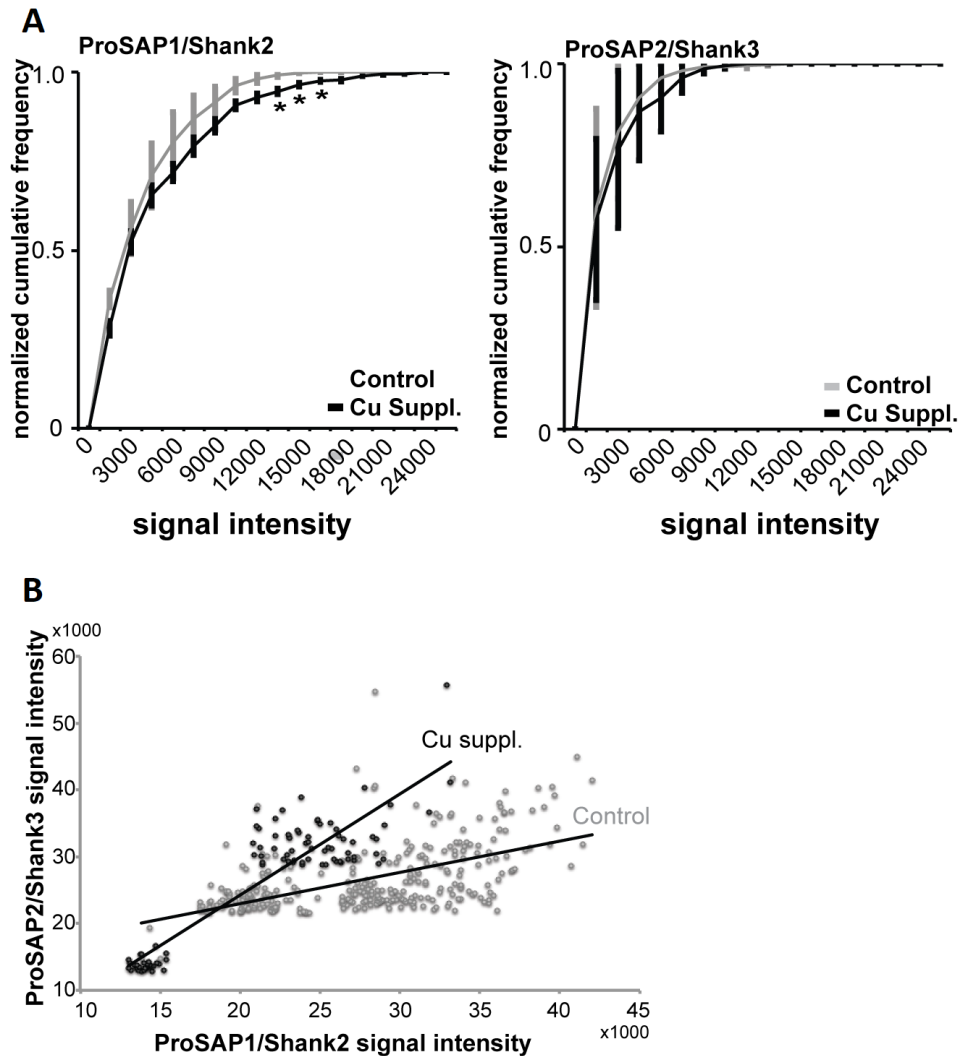 A
ProSAP1/Shank2
normalized cumulative frequency
1.0
0.5
0
* * *
Control
Cu Suppl.
0 3000 6000 9000 12000 15000 18000 21000 24000
signal intensity
ProSAP2/Shank3
normalized cumulative frequency
1.0
0.5
0
Control
Cu Suppl.
0 3000 6000 9000 12000 15000 18000 21000 24000
signal intensity
B
ProSAP2/Shank3 signal intensity
x1000
60
50
40
30
20
10
Cu suppl.
Control
10 15 20 25 30 35 40 45
x1000
ProSAP1/Shank2 signal intensity